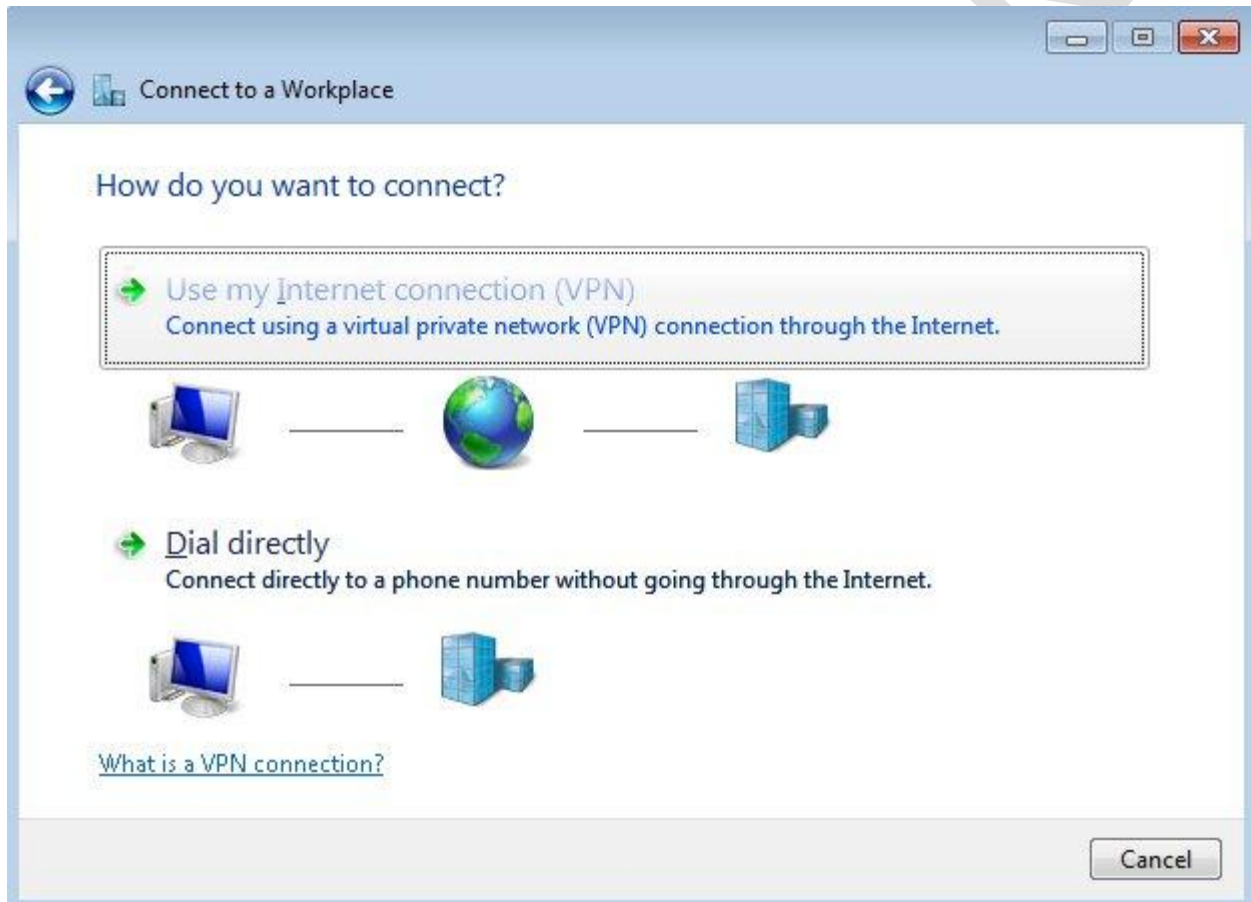 Connect to a Workplace
How do you want to connect?
Use my Internet connection (VPN)
Connect using a virtual private network (VPN) connection through the Internet.
Dial directly
Connect directly to a phone number without going through the Internet.
What is a VPN connection?
Cancel